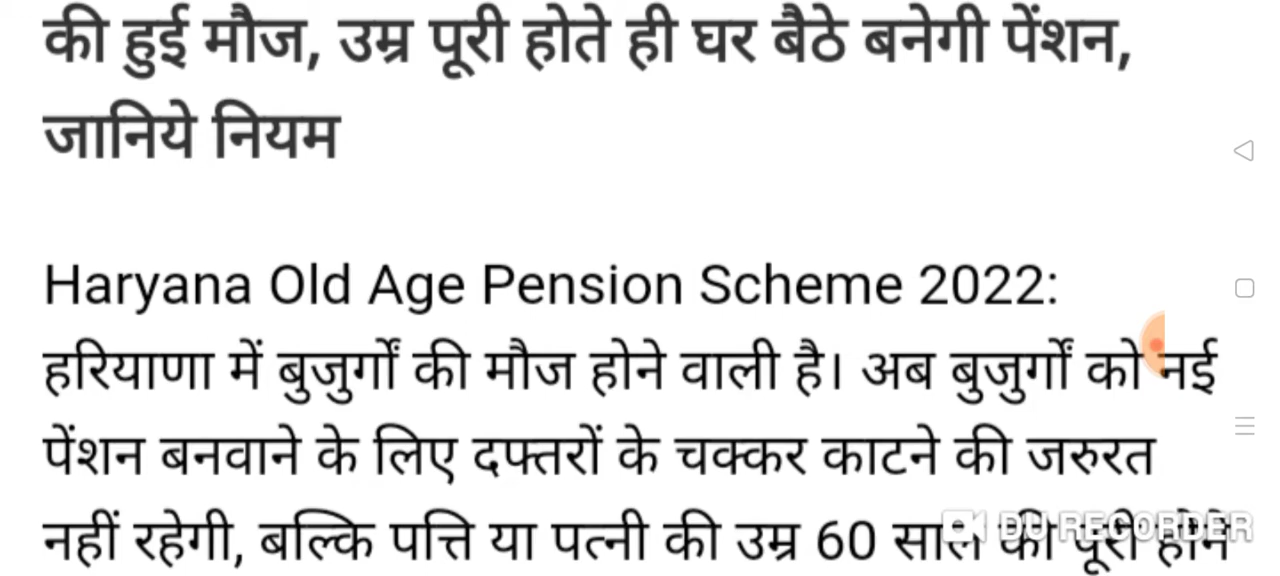 की हुई मौज, उम्र पूरी होते ही घर बैठे बनेगी पेंशन,
जानिये नियम
Haryana Old Age Pension Scheme 2022:
हरियाणा में बुजुर्गों की मौज होने वाली है। अब बुजुर्गों को नई
पेंशन बनवाने के लिए दफ्तरों के चक्कर काटने की जरुरत
नहीं रहेगी, बल्कि पत्ति या पत्नी की उम्र 60 साल की पूरी होने
DU RECORDER